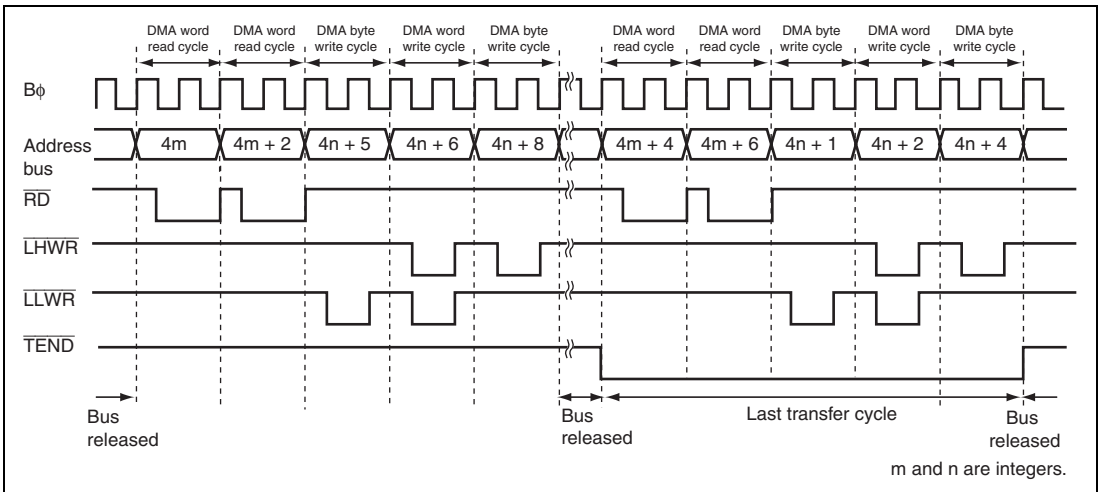 DMA word read cycle DMA word read cycle DMA byte write cycle DMA word write cycle DMA byte write cycle DMA word read cycle DMA word read cycle DMA byte write cycle DMA word write cycle DMA byte write cycle
Bϕ
Address bus 4m 4m + 2 4n + 5 4n + 6 4n + 8 4m + 4 4m + 6 4n + 1 4n + 2 4n + 4
RD
LHWR
LLWR
TEND
Bus released Bus released Last transfer cycle Bus released
m and n are integers.